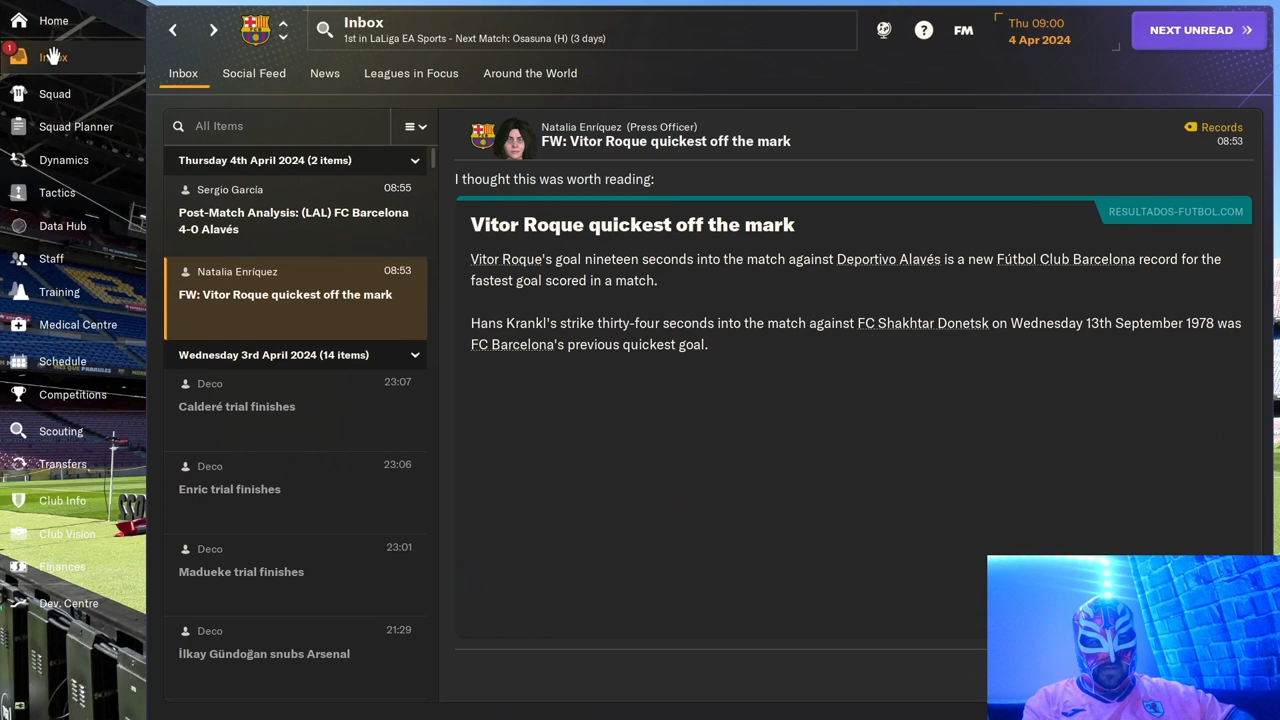 Home
1
Inbox
Squad
Squad Planner
Dynamics
Tactics
Data Hub
Staff
Training
Medical Centre
Schedule
Competitions
Scouting
Transfers
Club Info
Club Vision
Finances
Dev. Centre
Inbox
1st in LaLiga EA Sports - Next Match: Osasuna (H) (3 days)
?
FM
Thu 09:00
4 Apr 2024
NEXT UNREAD
Inbox
Social Feed
News
Leagues in Focus
Around the World
All Items
Thursday 4th April 2024 (2 items)
Sergio García 08:55
Post-Match Analysis: (LAL) FC Barcelona
4-0 Alavés
Natalia Enríquez 08:53
FW: Vitor Roque quickest off the mark
Wednesday 3rd April 2024 (14 items)
Deco 23:07
Calderé trial finishes
Deco 23:06
Enric trial finishes
Deco 23:01
Madueke trial finishes
Deco 21:29
İlkay Gündoğan snubs Arsenal
Natalia Enríquez (Press Officer)
FW: Vitor Roque quickest off the mark
Records
08:53
I thought this was worth reading:
RESULTADOS-FUTBOL.COM
Vitor Roque quickest off the mark
Vitor Roque's goal nineteen seconds into the match against Deportivo Alavés is a new Fútbol Club Barcelona record for the
fastest goal scored in a match.
Hans Krankl's strike thirty-four seconds into the match against FC Shakhtar Donetsk on Wednesday 13th September 1978 was
FC Barcelona's previous quickest goal.